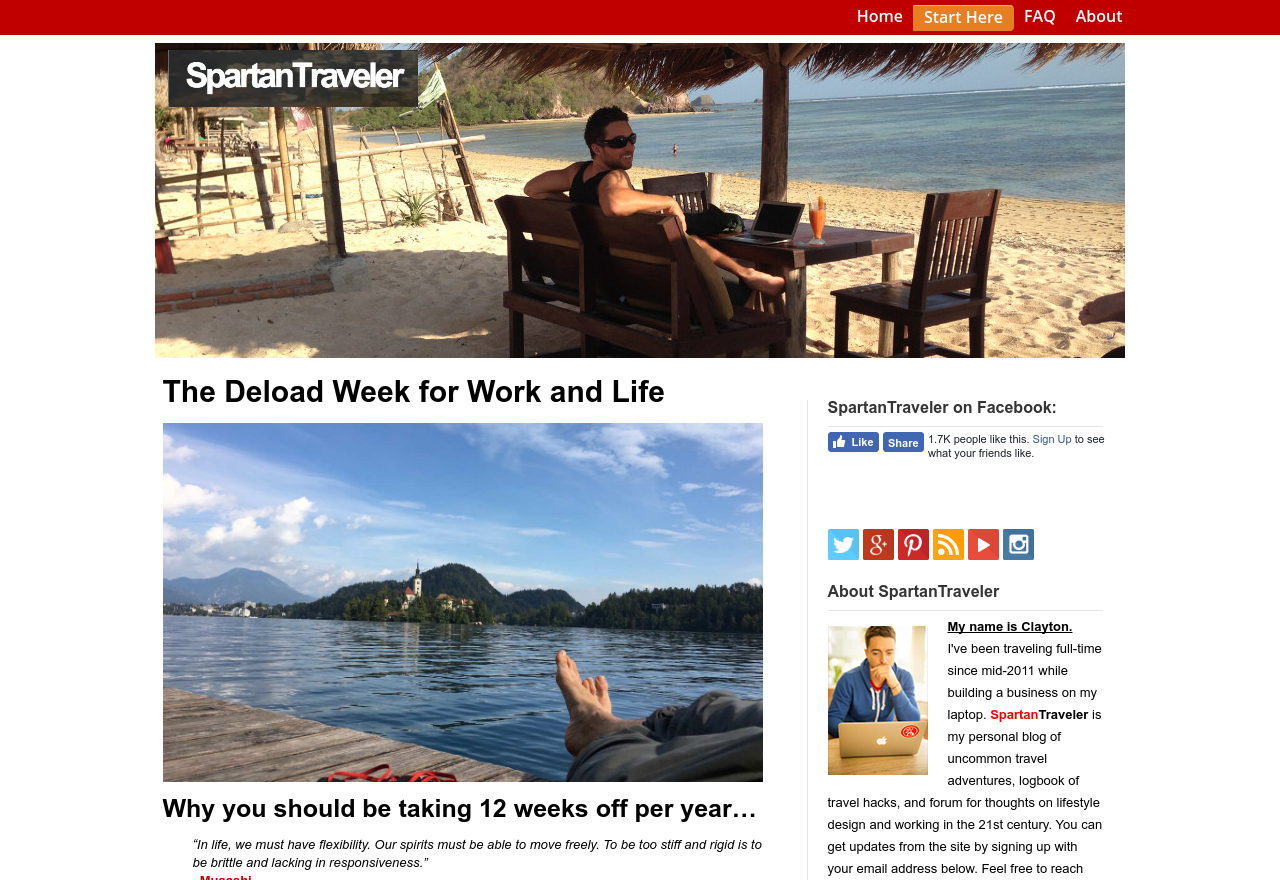 Home Start Here FAQ About
SpartanTraveler
The Deload Week for Work and Life
Why you should be taking 12 weeks off per year…
“In life, we must have flexibility. Our spirits must be able to move freely. To be too stiff and rigid is to
be brittle and lacking in responsiveness.”
SpartanTraveler on Facebook:
Like Share 1.7K people like this. Sign Up to see
what your friends like.
About SpartanTraveler
My name is Clayton.
I've been traveling full-time
since mid-2011 while
building a business on my
laptop. SpartanTraveler is
my personal blog of
uncommon travel
adventures, logbook of
travel hacks, and forum for thoughts on lifestyle
design and working in the 21st century. You can
get updates from the site by signing up with
your email address below. Feel free to reach